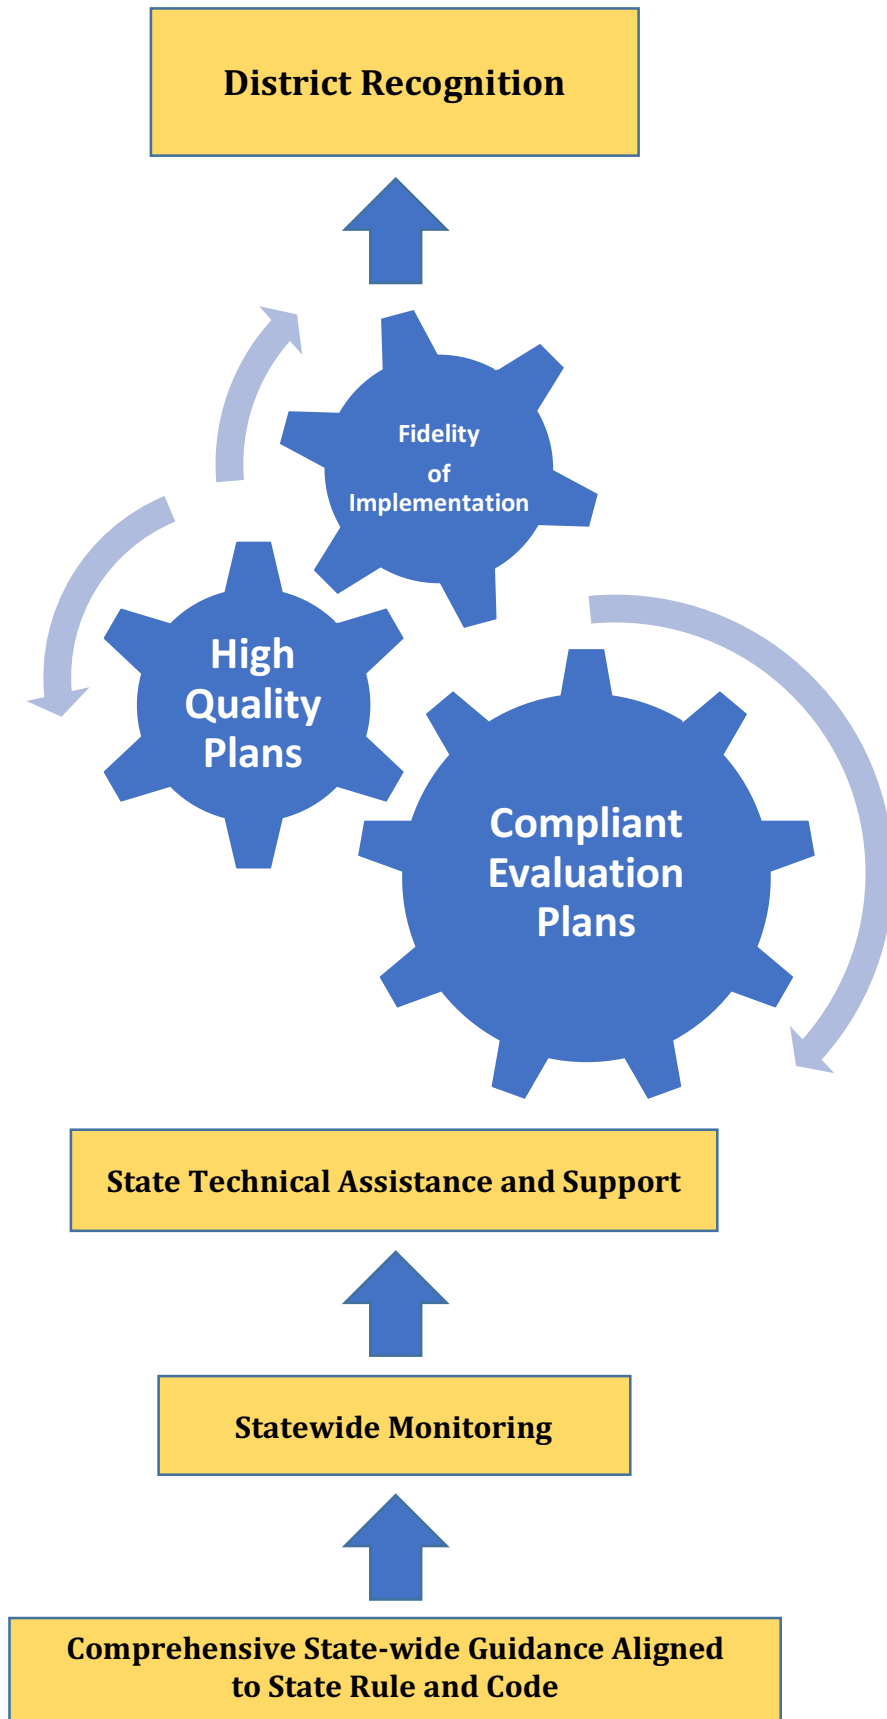 District Recognition
Fidelity
of
Implementation
High
Quality
Plans
Compliant
Evaluation
Plans
State Technical Assistance and Support
Statewide Monitoring
Comprehensive State-wide Guidance Aligned
to State Rule and Code